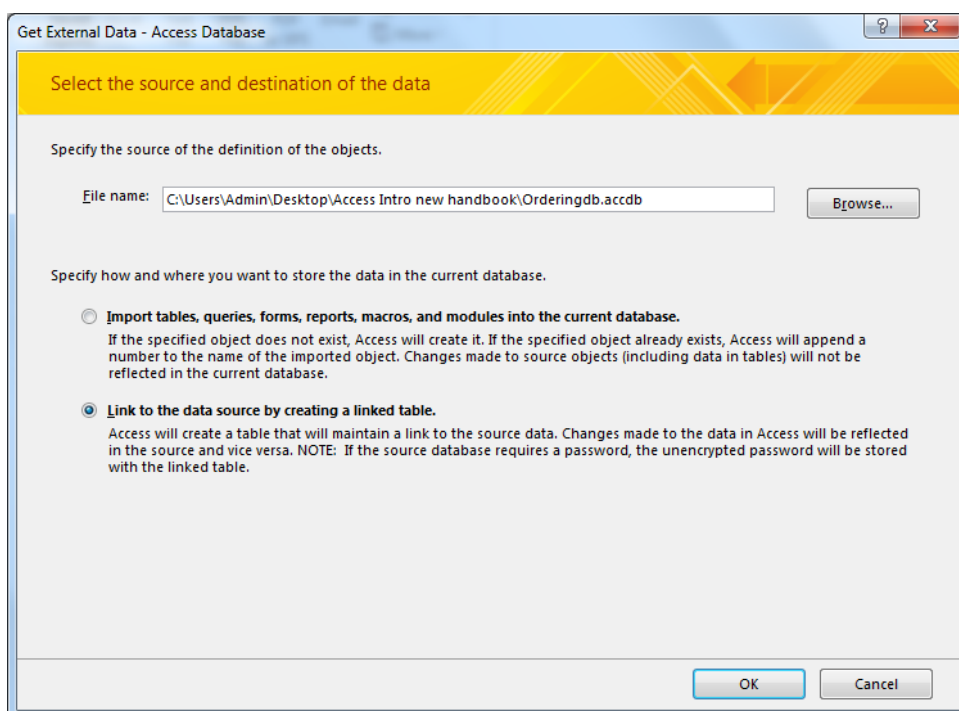 Get External Data - Access Database
Select the source and destination of the data
Specify the source of the definition of the objects.
File name: C:\Users\Admin\Desktop\Access Intro new handbook\Orderingdb.accdb Browse...
Specify how and where you want to store the data in the current database.
Import tables, queries, forms, reports, macros, and modules into the current database.
If the specified object does not exist, Access will create it. If the specified object already exists, Access will append a
number to the name of the imported object. Changes made to source objects (including data in tables) will not be
reflected in the current database.
Link to the data source by creating a linked table.
Access will create a table that will maintain a link to the source data. Changes made to the data in Access will be reflected
in the source and vice versa. NOTE: If the source database requires a password, the unencrypted password will be stored
with the linked table.
OK Cancel